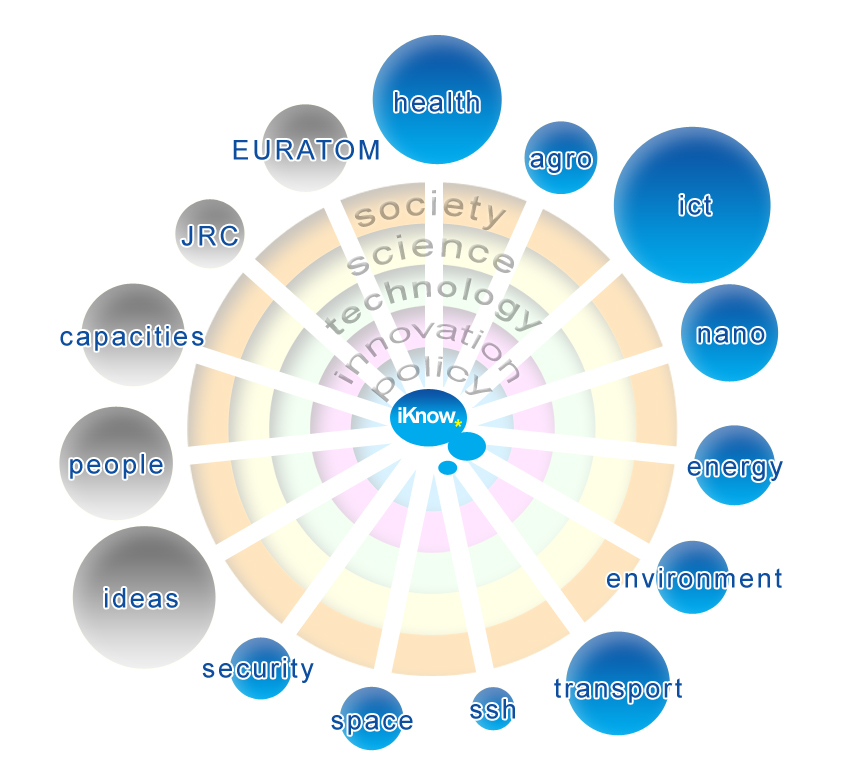 health
EURATOM
agro
ict
JRC
society
science
technology
innovation
policy
capacities
nano
iKnow*
people
energy
ideas
environment
security
transport
space
ssh